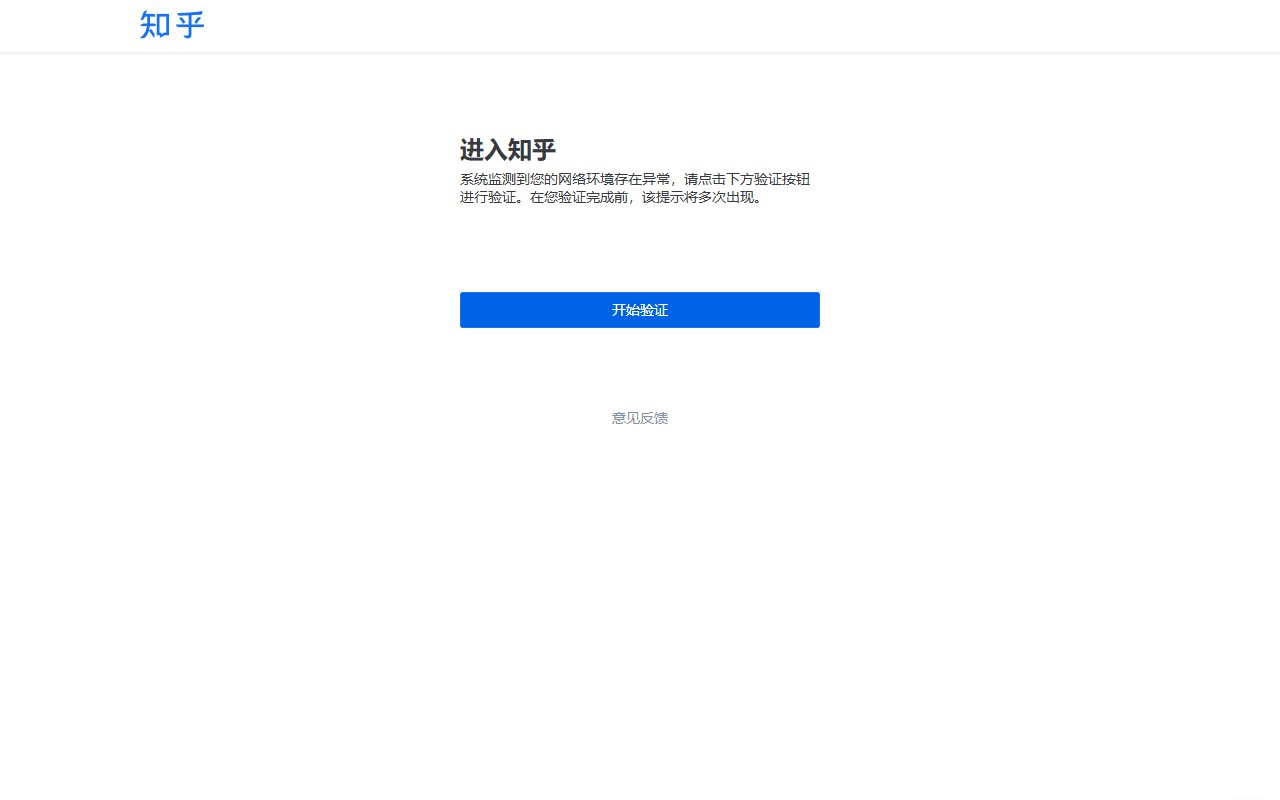 知乎
进入知乎
系统监测到您的网络环境存在异常，请点击下方验证按钮
进行验证。在您验证完成前，该提示将多次出现。
开始验证
意见反馈